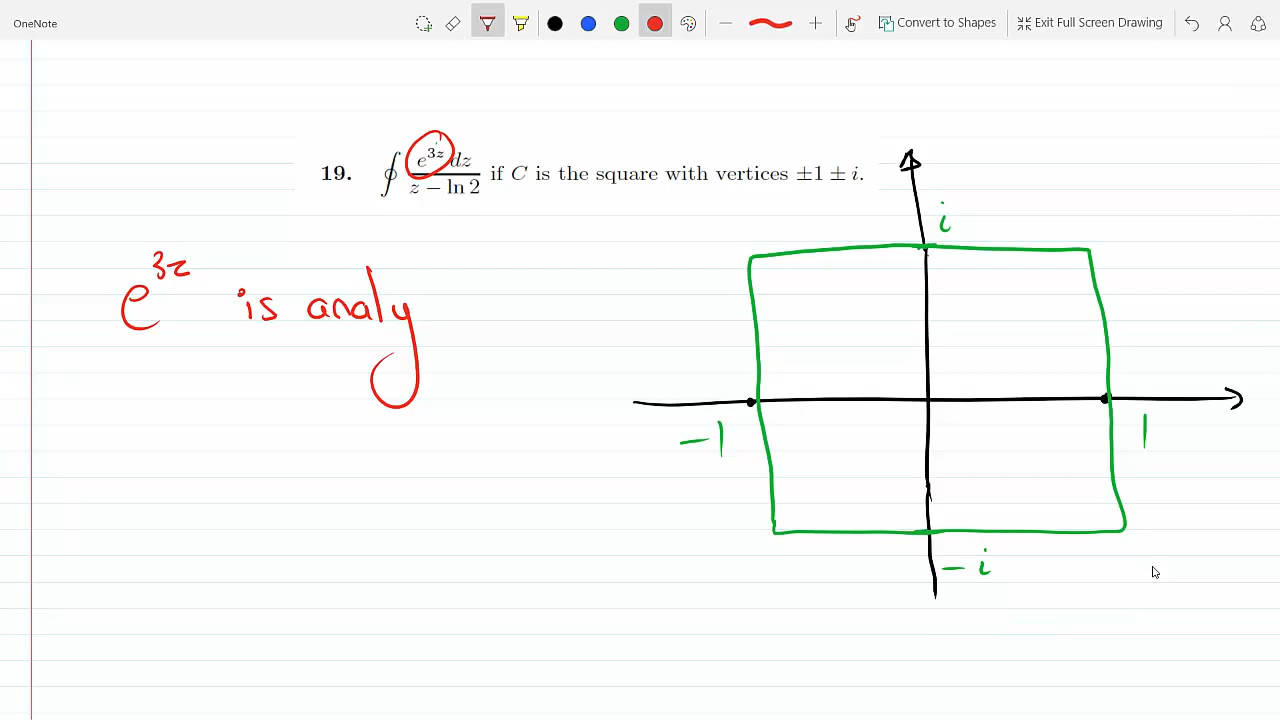 OneNote
Convert to Shapes
Exit Full Screen Drawing
19. ∮ e^{3z} dz / (z − ln 2) if C is the square with vertices ±1 ± i.
i
e^{3z} is analy
-1
1
-i